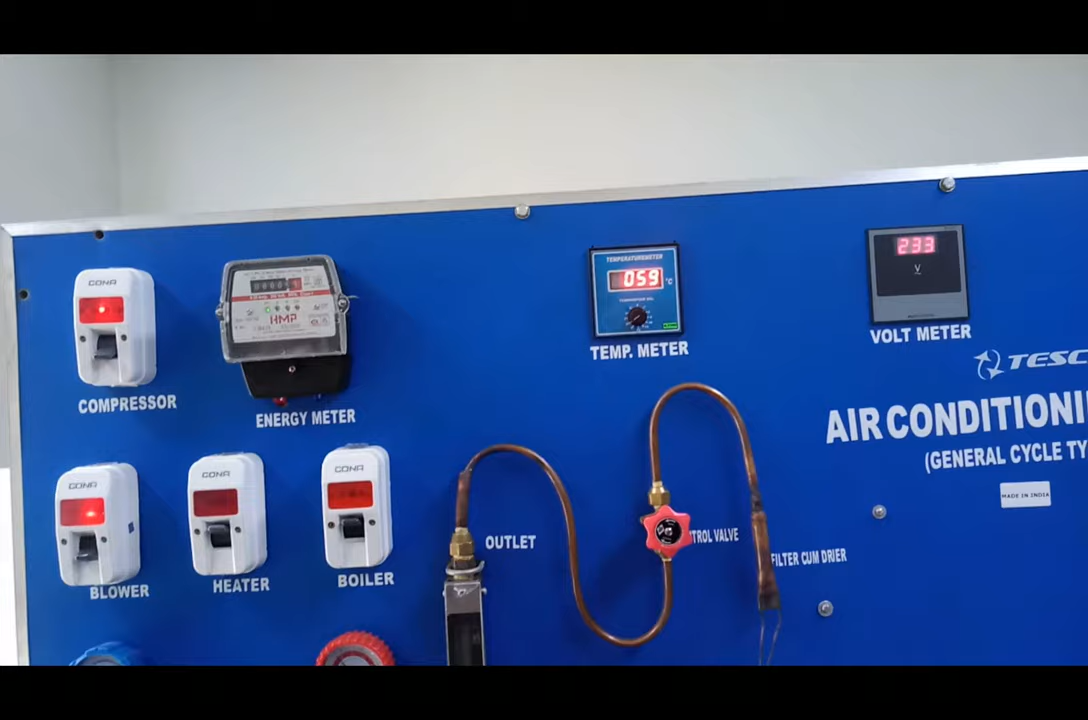 CONA
COMPRESSOR
HMP
ENERGY METER
TEMPERATUREMETER
059 °C
TEMP. METER
233
V
VOLT METER
TESC
AIR CONDITIONI
(GENERAL CYCLE TY
MADE IN INDIA
CONA
BLOWER
CONA
HEATER
CONA
BOILER
OUTLET
TROL VALVE
FILTER CUM DRIER